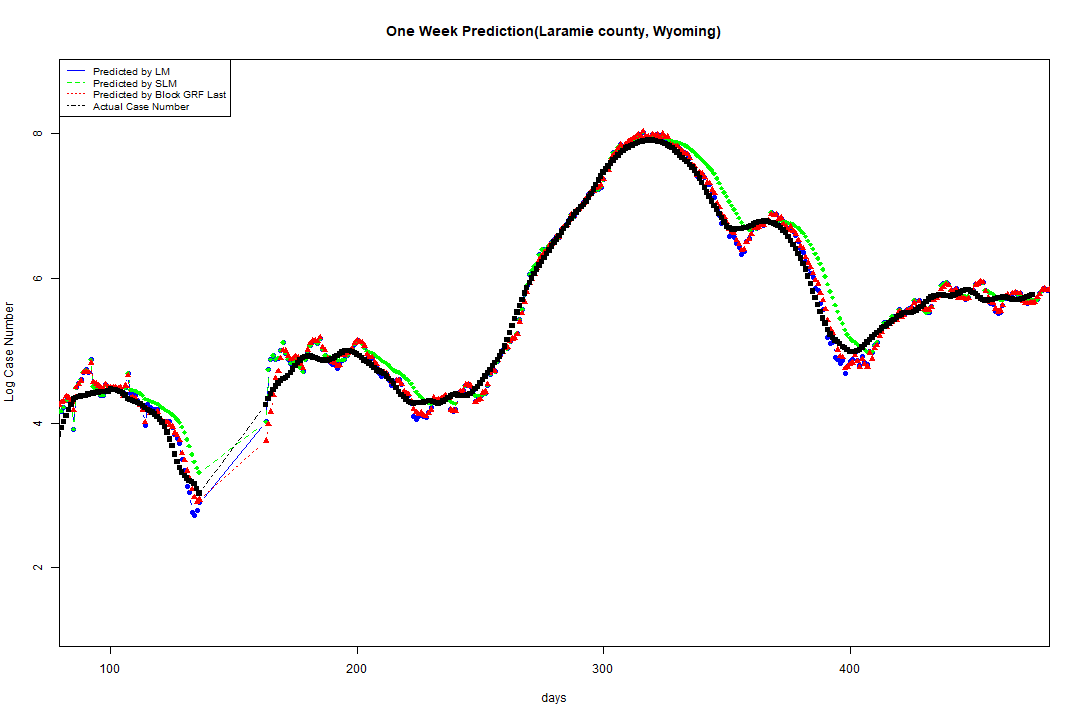 One Week Prediction(Laramie county, Wyoming)
Predicted by LM
Predicted by SLM
Predicted by Block GRF Last
Actual Case Number
8
6
4
2
Log Case Number
100 200 300 400
days